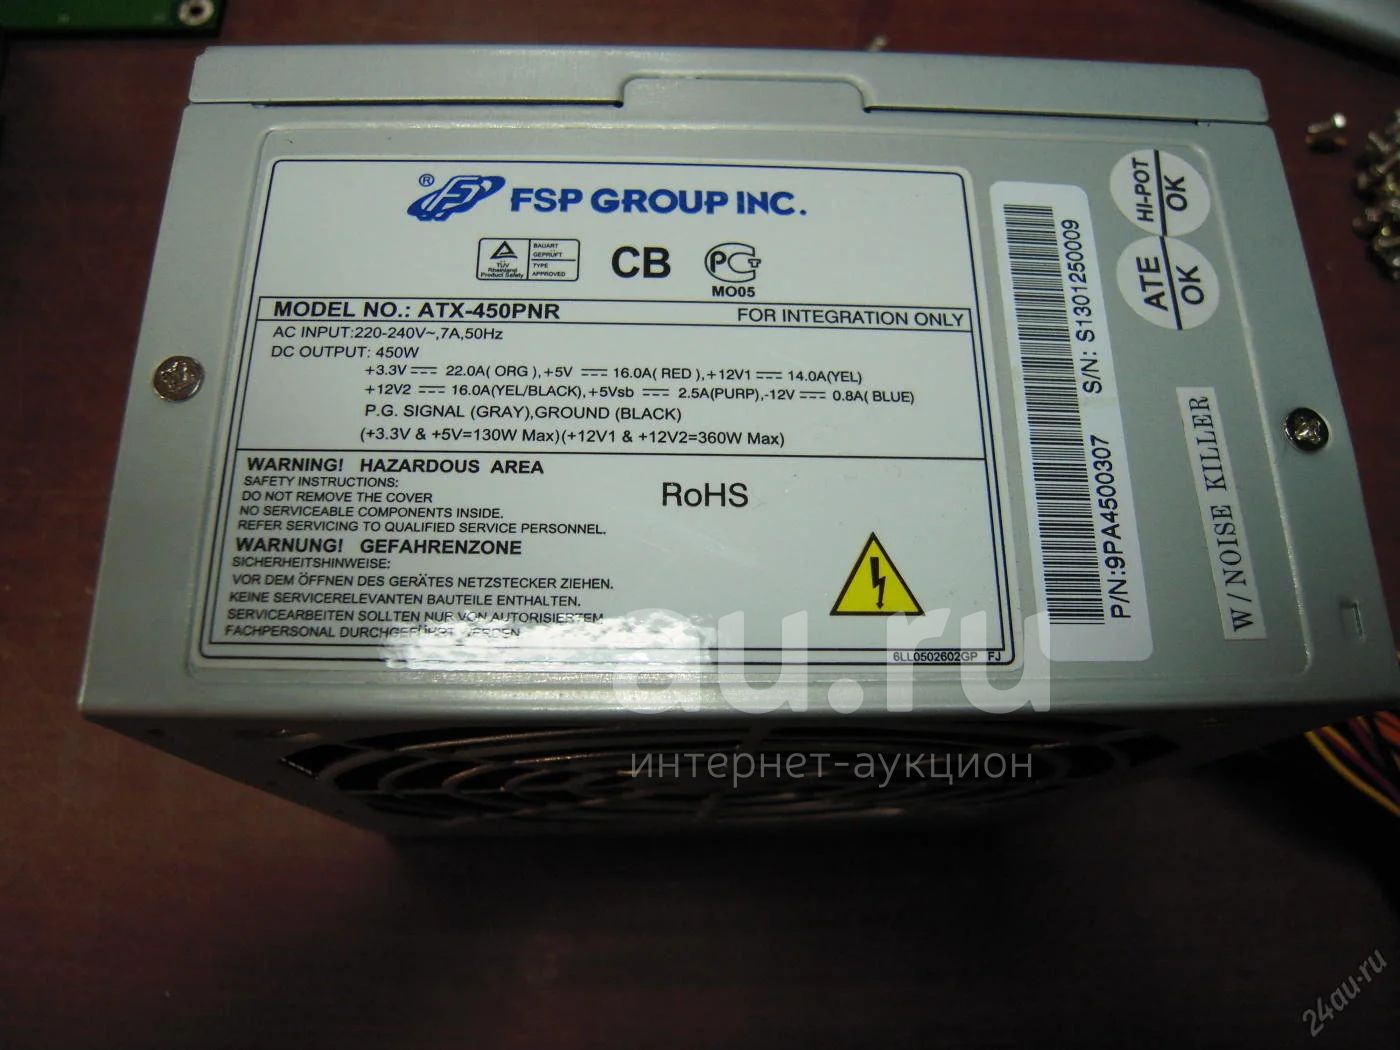 ® FSP GROUP INC.
TÜV
Rheinland
Product Safety
BAUART
GEPRÜFT
TYPE
APPROVED
CB
PCT
MO05
MODEL NO.: ATX-450PNR
FOR INTEGRATION ONLY
AC INPUT:220-240V~,7A,50Hz
DC OUTPUT: 450W
+3.3V 22.0A( ORG ),+5V 16.0A( RED ),+12V1 14.0A(YEL)
+12V2 16.0A(YEL/BLACK),+5Vsb 2.5A(PURP),-12V 0.8A( BLUE)
P.G. SIGNAL (GRAY),GROUND (BLACK)
(+3.3V & +5V=130W Max)(+12V1 & +12V2=360W Max)
WARNING! HAZARDOUS AREA
SAFETY INSTRUCTIONS:
DO NOT REMOVE THE COVER
NO SERVICEABLE COMPONENTS INSIDE.
REFER SERVICING TO QUALIFIED SERVICE PERSONNEL.
WARNUNG! GEFAHRENZONE
SICHERHEITSHINWEISE:
VOR DEM ÖFFNEN DES GERÄTES NETZSTECKER ZIEHEN.
KEINE SERVICERELEVANTEN BAUTEILE ENTHALTEN.
SERVICEARBEITEN SOLLTEN NUR VON AUTORISIERTEM
FACHPERSONAL DURCHGEFÜHRT WERDEN
RoHS
6LL0502602GP FJ
S/N: S1301250009
P/N:9PA4500307
HI-POT
OK
ATE
OK
W/NOISE KILLER
au.ru
интернет-аукцион
24au.ru